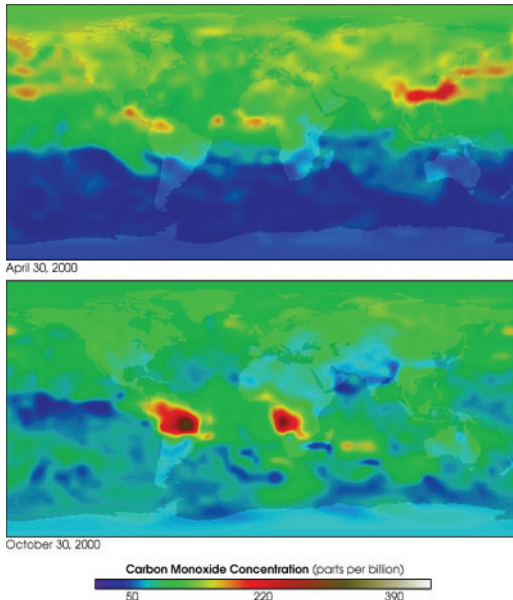 April 30, 2000
October 30, 2000
Carbon Monoxide Concentration (parts per billion)
50 220 390